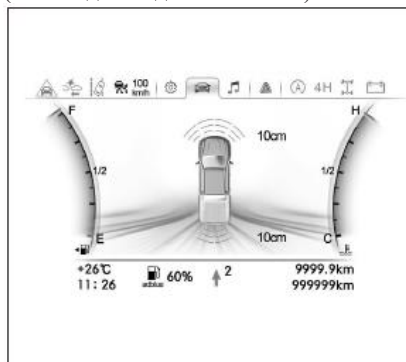 100
km/h
4H
F
H
10cm
1/2
1/2
10cm
E
C
+26℃
60%
2
9999.9km
11:26
adblue
999999km